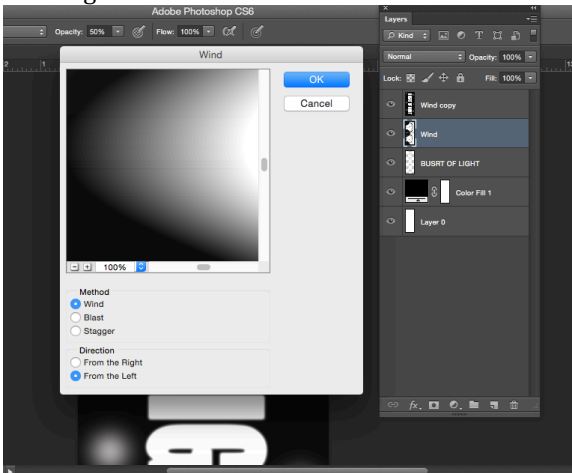 Adobe Photoshop CS6
Opacity: 50% Flow: 100%
Wind
OK
Cancel
100%
Method
Wind
Blast
Stagger
Direction
From the Right
From the Left
2
1
Layers
Kind
Normal Opacity: 100%
Lock: Fill: 100%
Wind copy
Wind
BUSRT OF LIGHT
Color Fill 1
Layer 0
fx